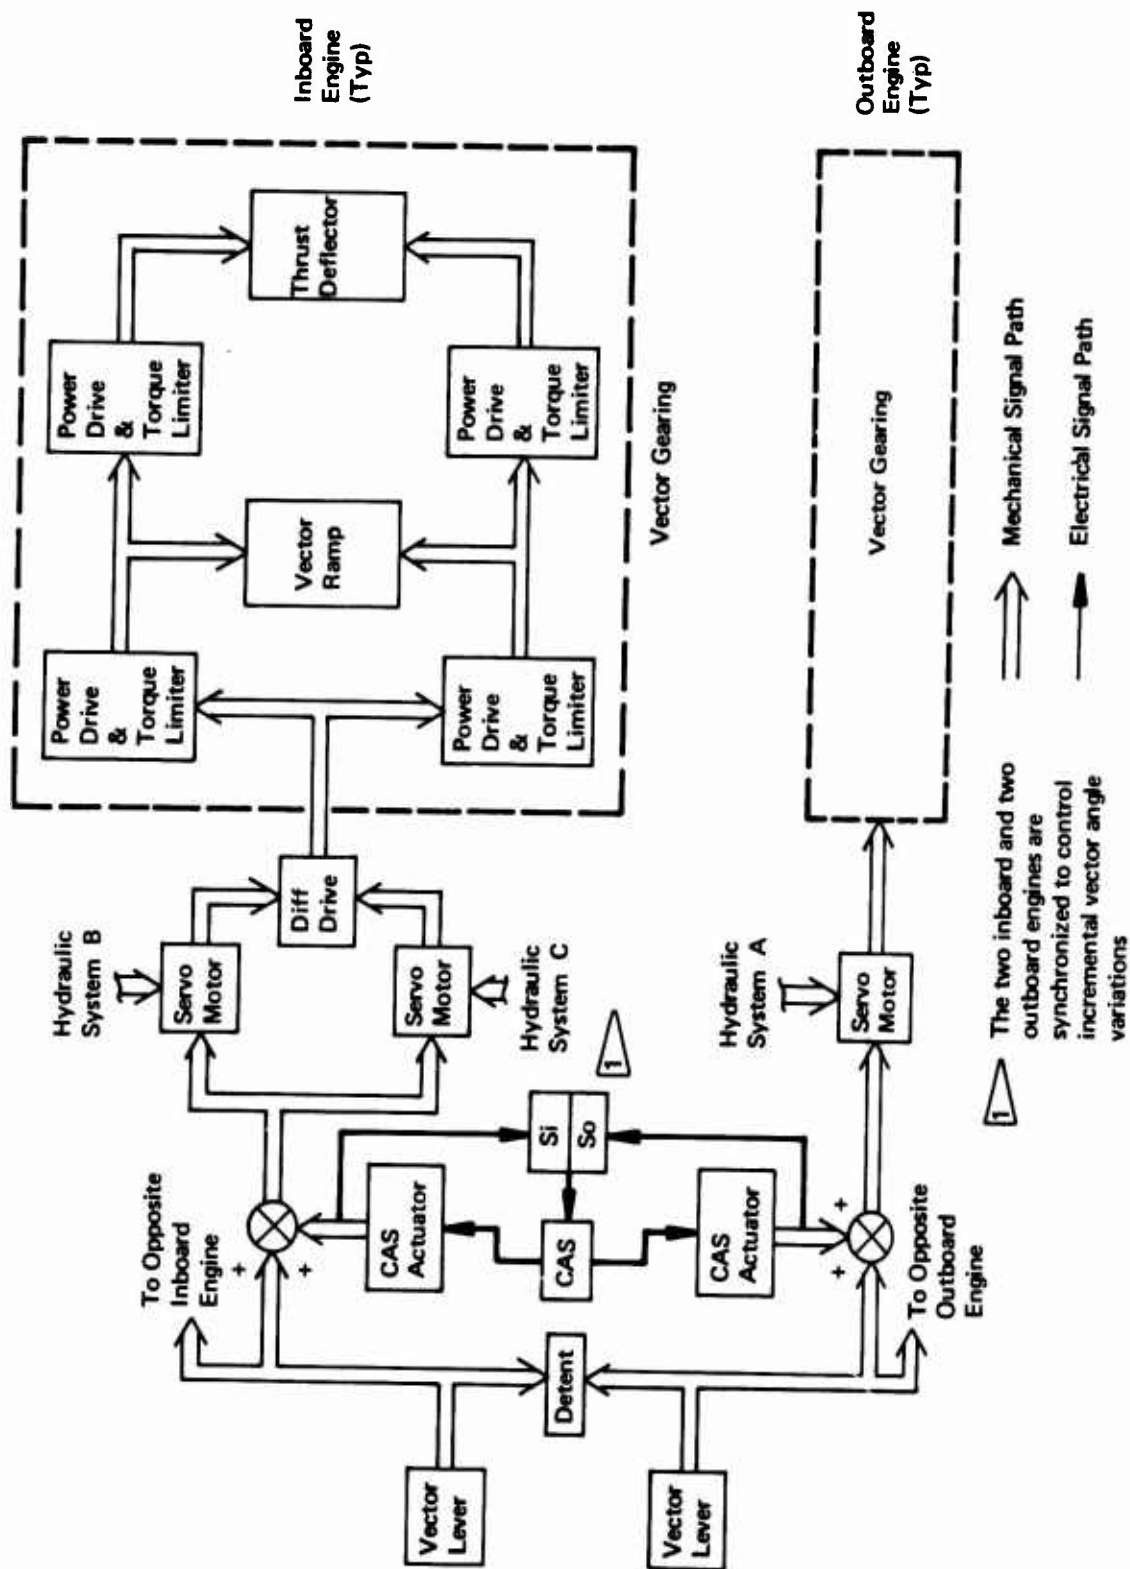 Inboard
Engine
(Typ)
Power
Drive
&
Torque
Limiter
Power
Drive
&
Torque
Limiter
Thrust
Deflector
Vector
Ramp
Power
Drive
&
Torque
Limiter
Power
Drive
&
Torque
Limiter
Vector Gearing
Hydraulic
System B
Servo
Motor
Diff
Drive
Servo
Motor
Hydraulic
System C
1
To Opposite
Inboard
Engine
+
+
CAS
Actuator
Si
So
CAS
CAS
Actuator
+
+
Vector
Lever
Detent
Vector
Lever
To Opposite
Outboard
Engine
Hydraulic
System A
Servo
Motor
Vector Gearing
Outboard
Engine
(Typ)
1
The two inboard and two
outboard engines are
synchronized to control
incremental vector angle
variations
Mechanical Signal Path
Electrical Signal Path